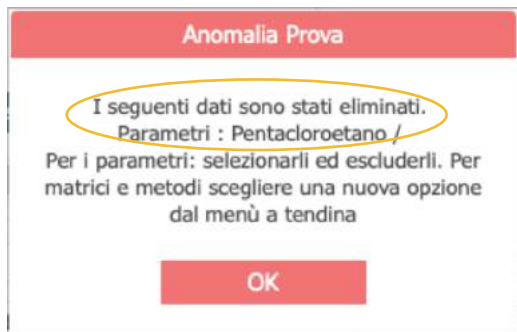 Anomalia Prova
I seguenti dati sono stati eliminati.
Parametri : Pentacloroetano /
Per i parametri: selezionarli ed escluderli. Per
matrici e metodi scegliere una nuova opzione
dal menù a tendina
OK